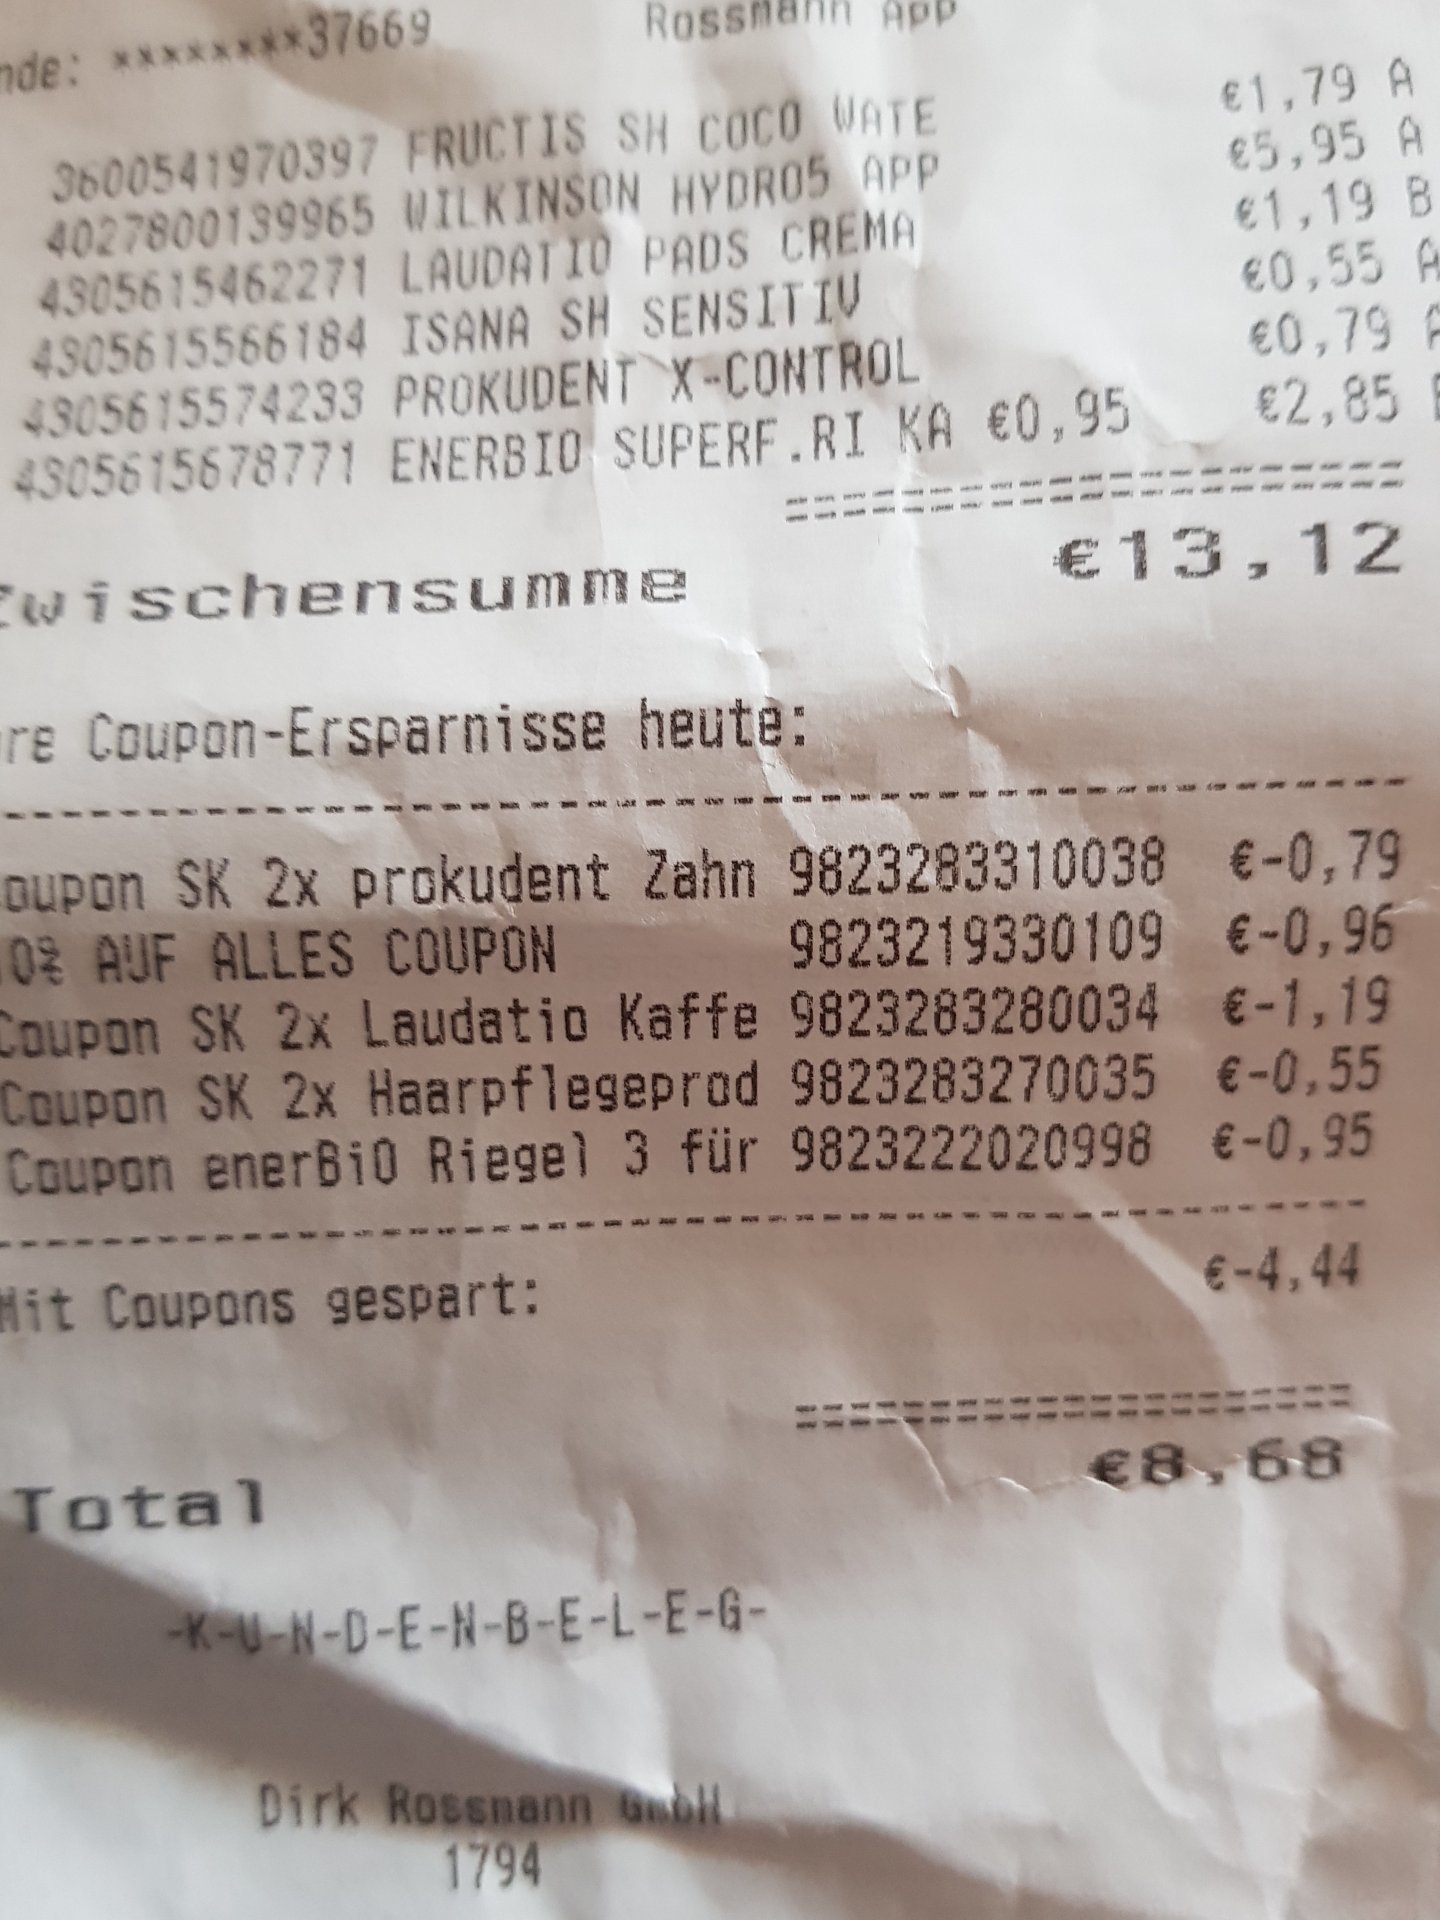 nde: ********37669 Rossmann App
3600541970397 FRUCTIS SH COCO WATE €1,79 A
4027800139965 WILKINSON HYDRO5 APP €5,95 A
4305615462271 LAUDATIO PADS CREMA €1,19 B
4305615566184 ISANA SH SENSITIV €0,55 A
4305615574233 PROKUDENT X-CONTROL €0,79 A
4305615678771 ENERBIO SUPERF.RI KA €0,95 €2,85 B
Zwischensumme €13,12
re Coupon-Ersparnisse heute:
oupon SK 2x prokudent Zahn 9823283310038 €-0,79
0% AUF ALLES COUPON 9823219330109 €-0,96
Coupon SK 2x Laudatio Kaffe 9823283280034 €-1,19
Coupon SK 2x Haarpflegeprod 9823283270035 €-0,55
Coupon enerBiO Riegel 3 für 9823222020998 €-0,95
Mit Coupons gespart: €-4,44
Total €8,68
-K-U-N-D-E-N-B-E-L-E-G-
Dirk Rossmann GmbH
1794